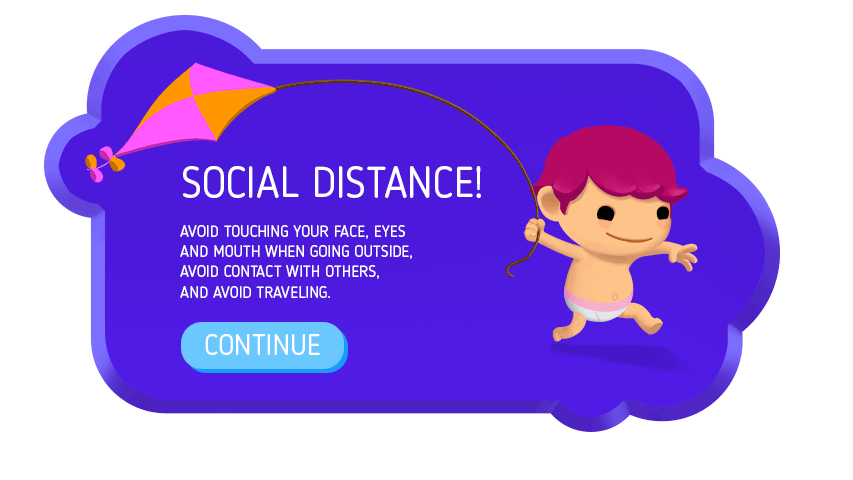 SOCIAL DISTANCE!
AVOID TOUCHING YOUR FACE, EYES
AND MOUTH WHEN GOING OUTSIDE,
AVOID CONTACT WITH OTHERS,
AND AVOID TRAVELING.
CONTINUE